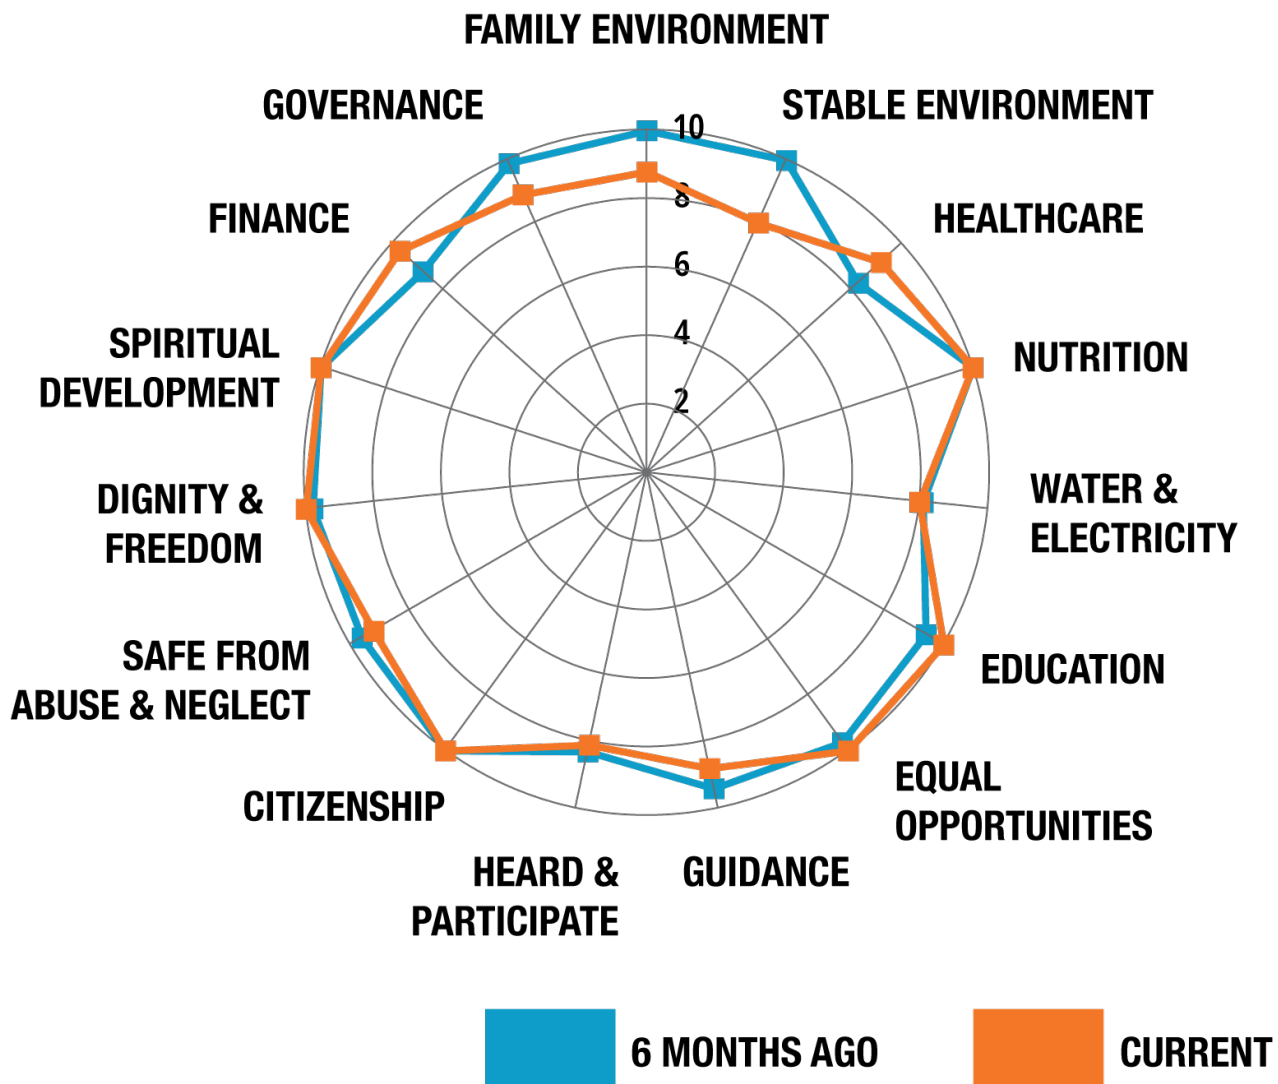 FAMILY ENVIRONMENT
GOVERNANCE
STABLE ENVIRONMENT
10
FINANCE
8
HEALTHCARE
6
SPIRITUAL
DEVELOPMENT
4
NUTRITION
2
DIGNITY &
FREEDOM
WATER &
ELECTRICITY
SAFE FROM
ABUSE & NEGLECT
EDUCATION
CITIZENSHIP
EQUAL
OPPORTUNITIES
HEARD &
PARTICIPATE
GUIDANCE
6 MONTHS AGO
CURRENT